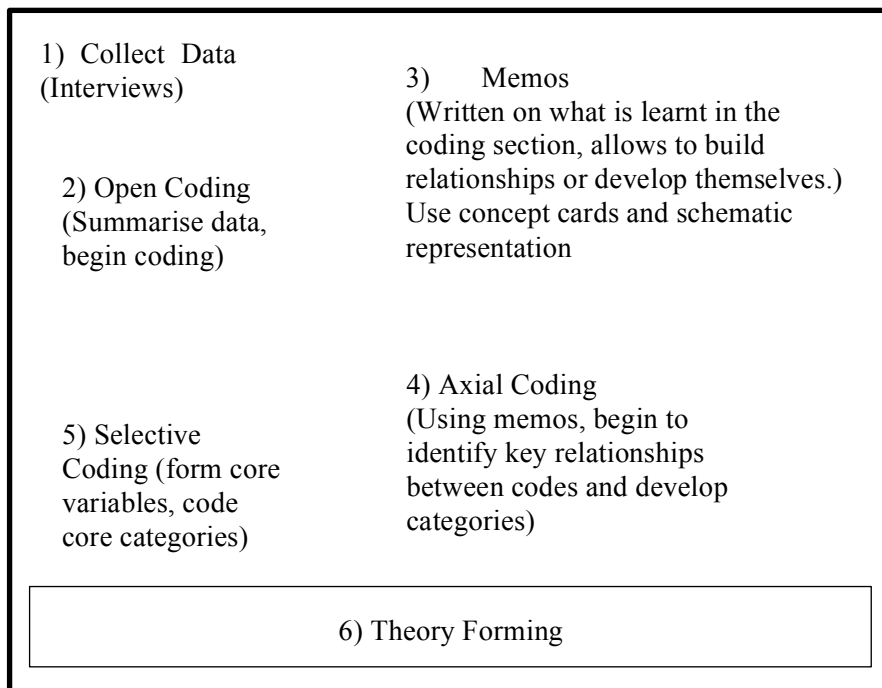 1) Collect Data
(Interviews)
2) Open Coding
(Summarise data,
begin coding)
3) Memos
(Written on what is learnt in the
coding section, allows to build
relationships or develop themselves.)
Use concept cards and schematic
representation
4) Axial Coding
(Using memos, begin to
identify key relationships
between codes and develop
categories)
5) Selective
Coding (form core
variables, code
core categories)
6) Theory Forming